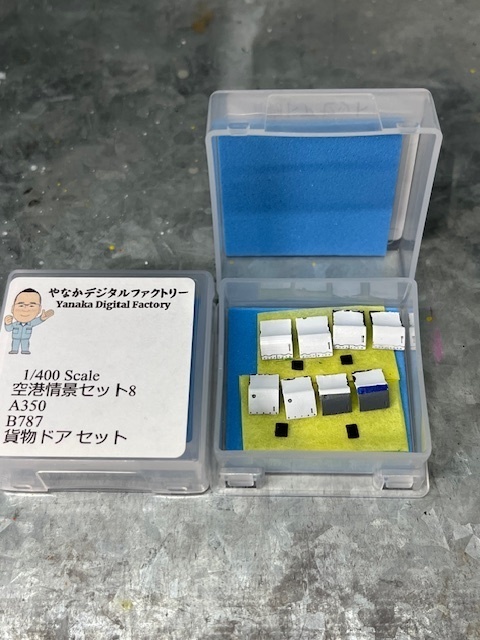 やなかデジタルファクトリー
Yanaka Digital Factory
1/400 Scale
空港情景セット8
A350
B787
貨物ドア セット